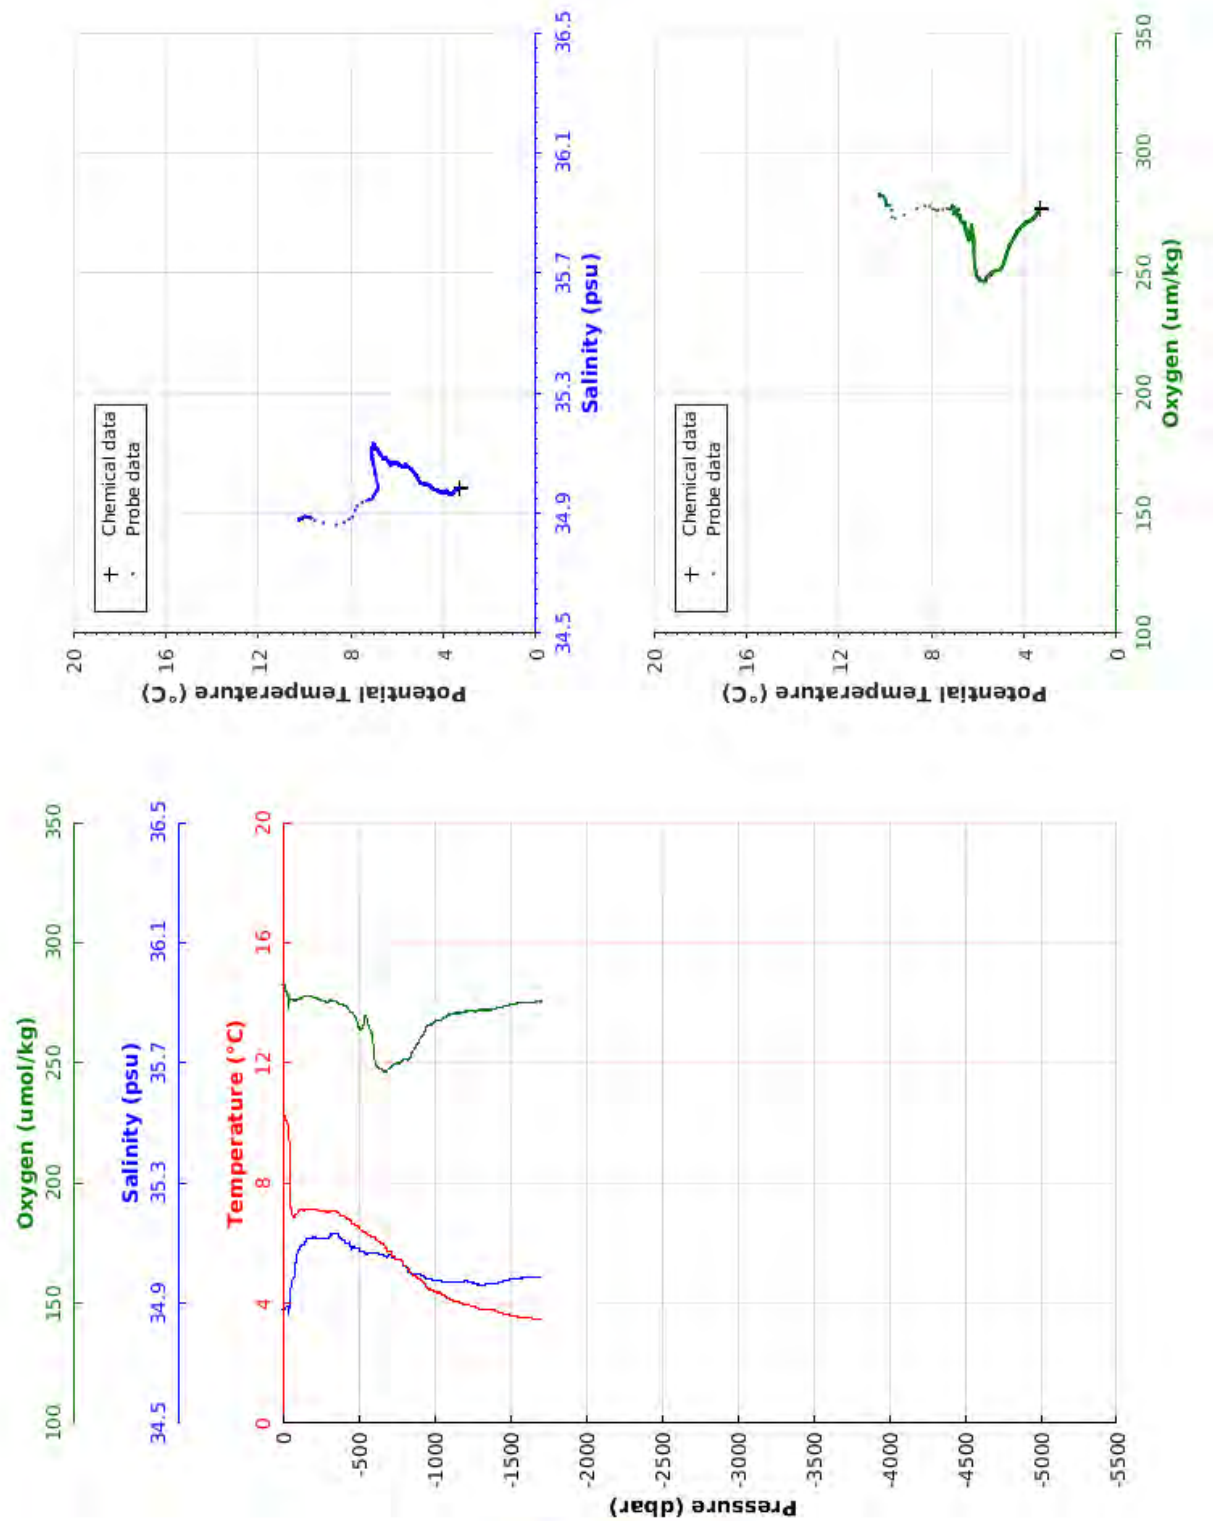 Oxygen (umol/kg)
100 150 200 250 300 350
Salinity (psu)
34.5 34.9 35.3 35.7 36.1 36.5
Temperature (°C)
0 4 8 12 16 20
Pressure (dbar)
0
-500
-1000
-1500
-2000
-2500
-3000
-3500
-4000
-4500
-5000
-5500
Potential Temperature (°C)
20
16
12
8
4
0
Chemical data
Probe data
34.5 34.9 35.3 35.7 36.1 36.5
Salinity (psu)
Potential Temperature (°C)
20
16
12
8
4
0
Chemical data
Probe data
100 150 200 250 300 350
Oxygen (um/kg)